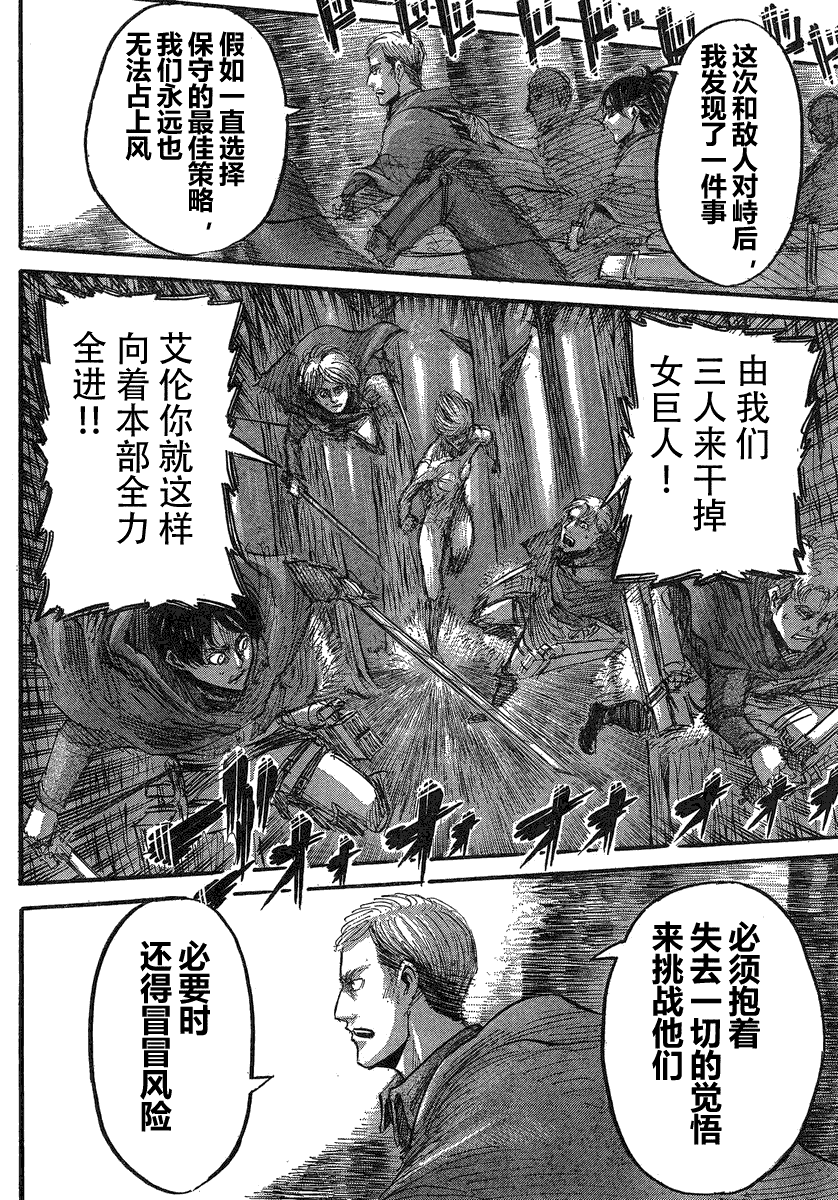 这次和敌人对峙后，
我发现了一件事
假如一直选择
保守的最佳策略，
我们永远也
无法占上风
由我们
三人来干掉
女巨人！
艾伦你就这样
向着本部全力
全进!!
必须抱着
失去一切的觉悟
来挑战他们
必要时
还得冒冒风险